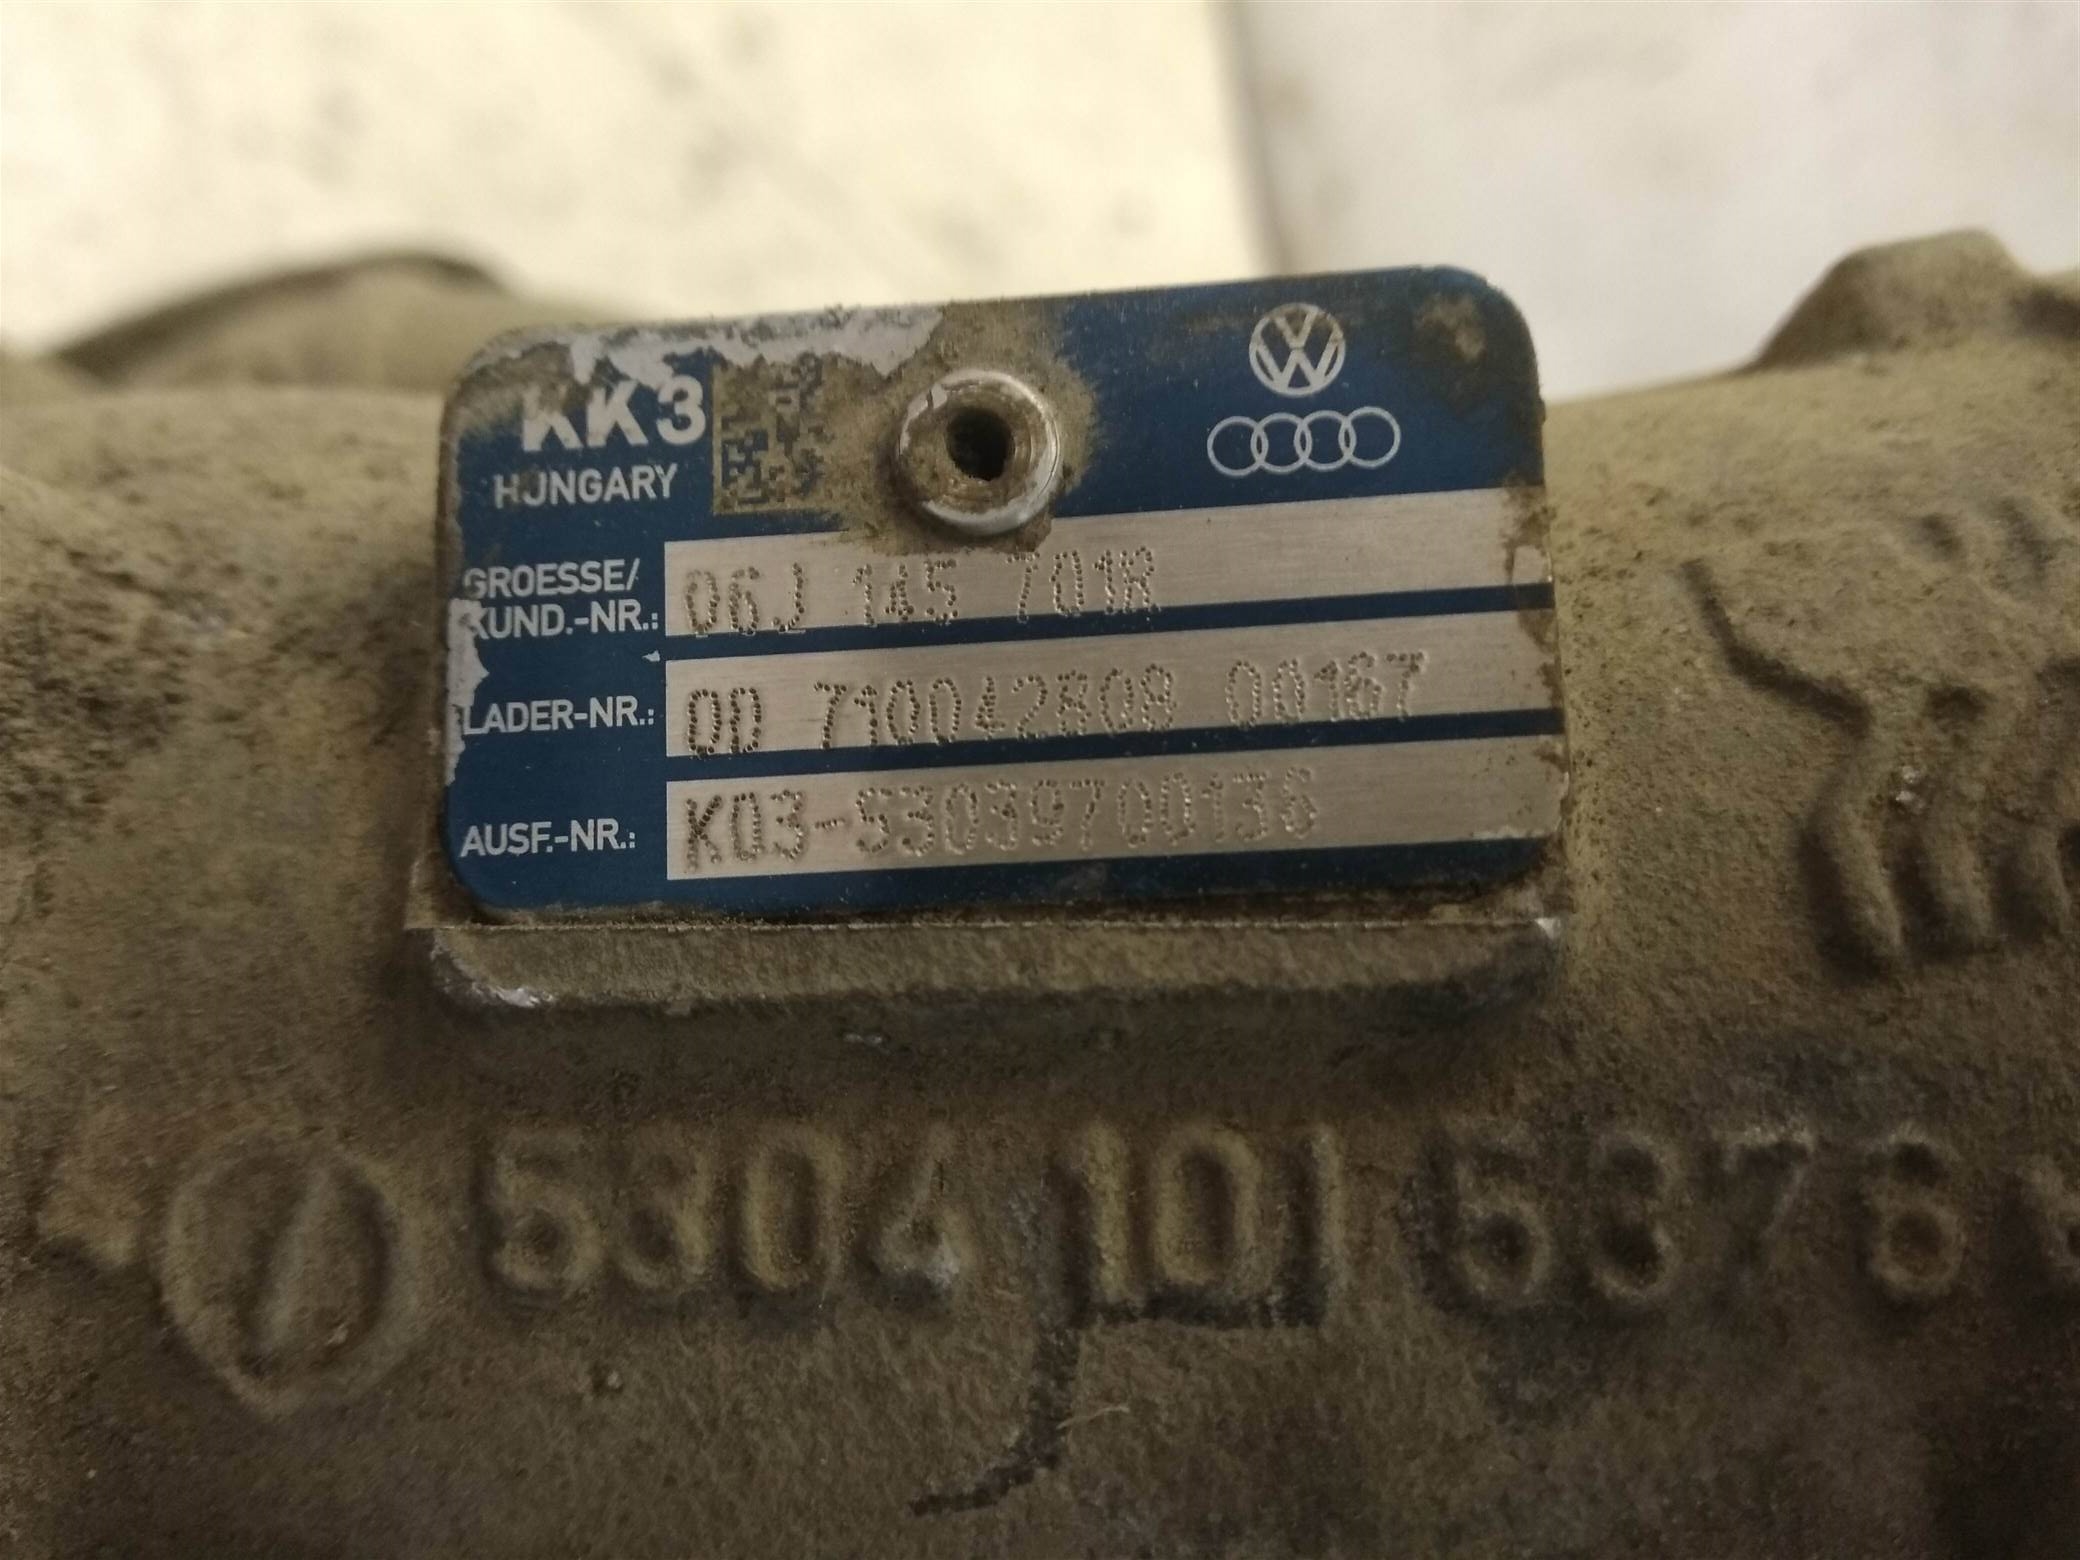 KK3
HUNGARY
GROESSE/
KUND.-NR.: 06J 145 701R
LADER-NR.: 00 710042808 00167
AUSF.-NR.: K03-53039700136
5304 101 5378